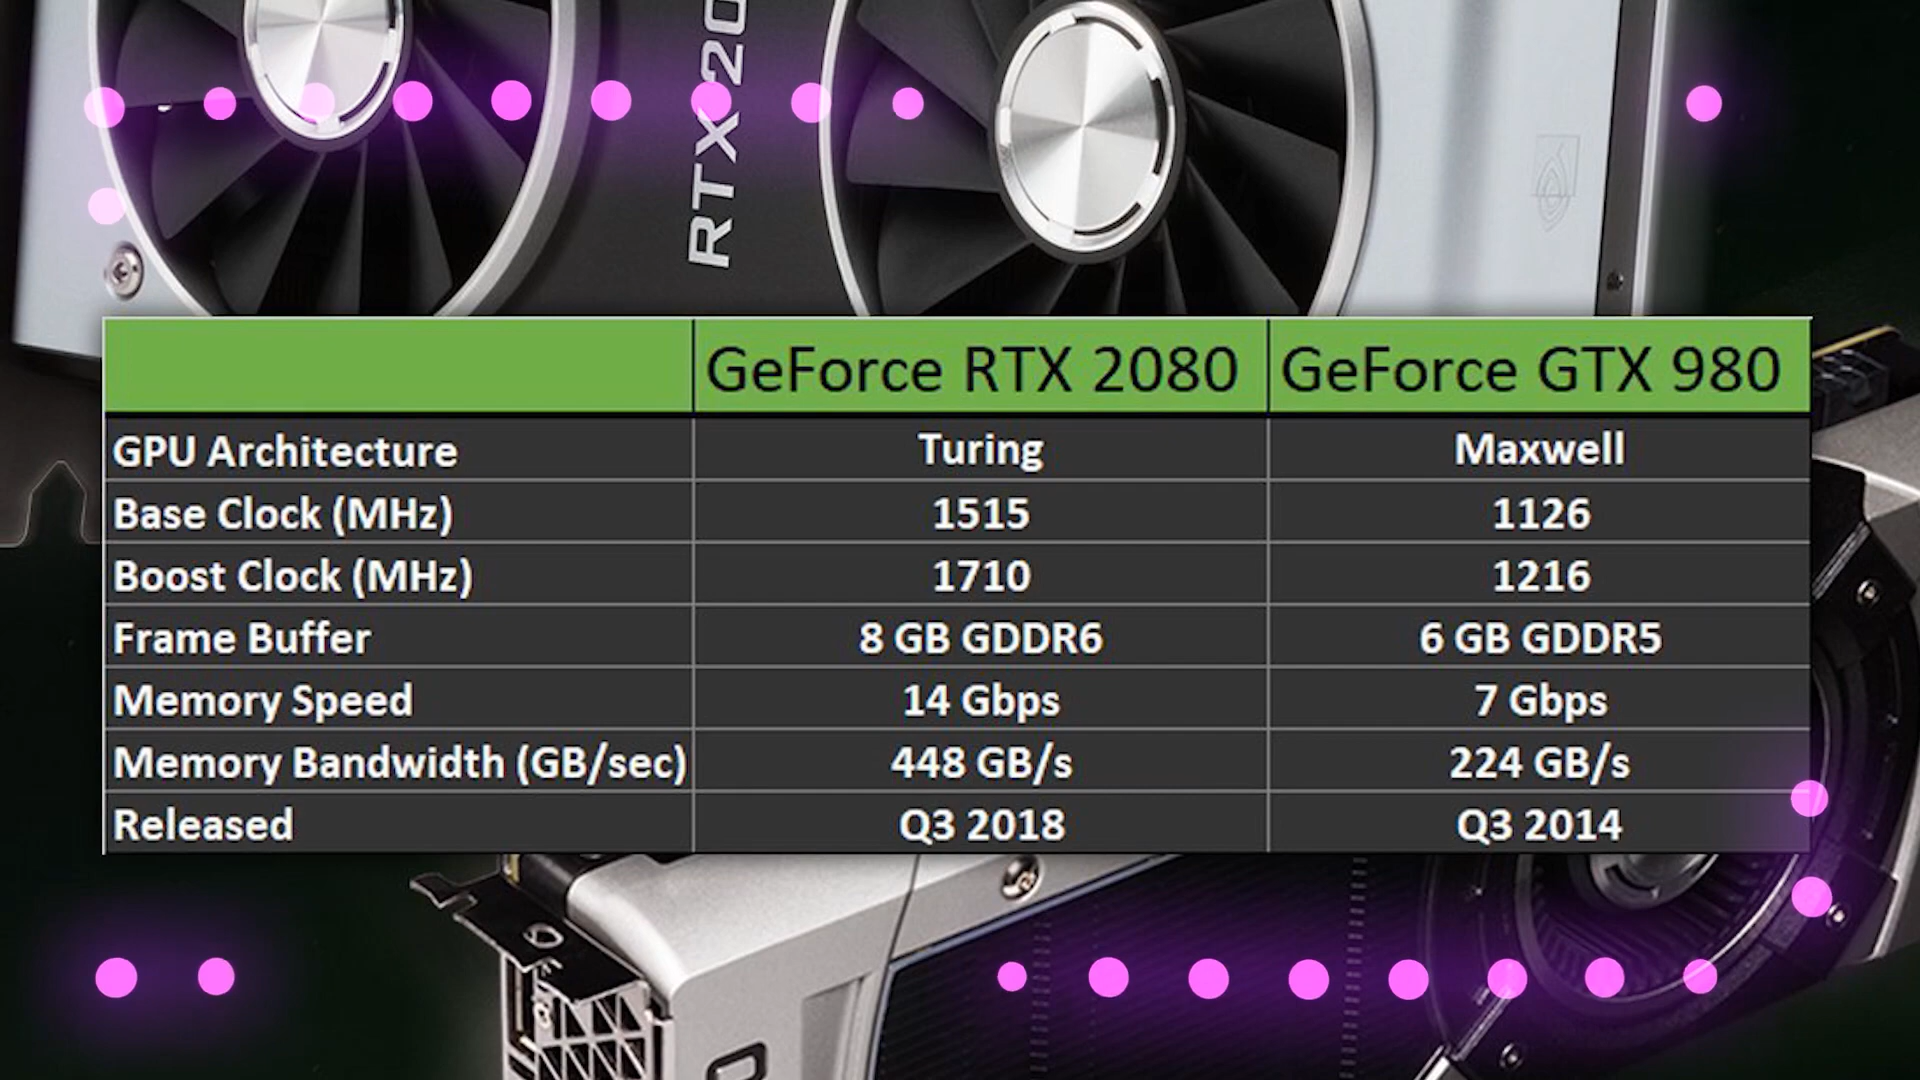 RTX 20
GeForce RTX 2080 GeForce GTX 980
GPU Architecture Turing Maxwell
Base Clock (MHz) 1515 1126
Boost Clock (MHz) 1710 1216
Frame Buffer 8 GB GDDR6 6 GB GDDR5
Memory Speed 14 Gbps 7 Gbps
Memory Bandwidth (GB/sec) 448 GB/s 224 GB/s
Released Q3 2018 Q3 2014